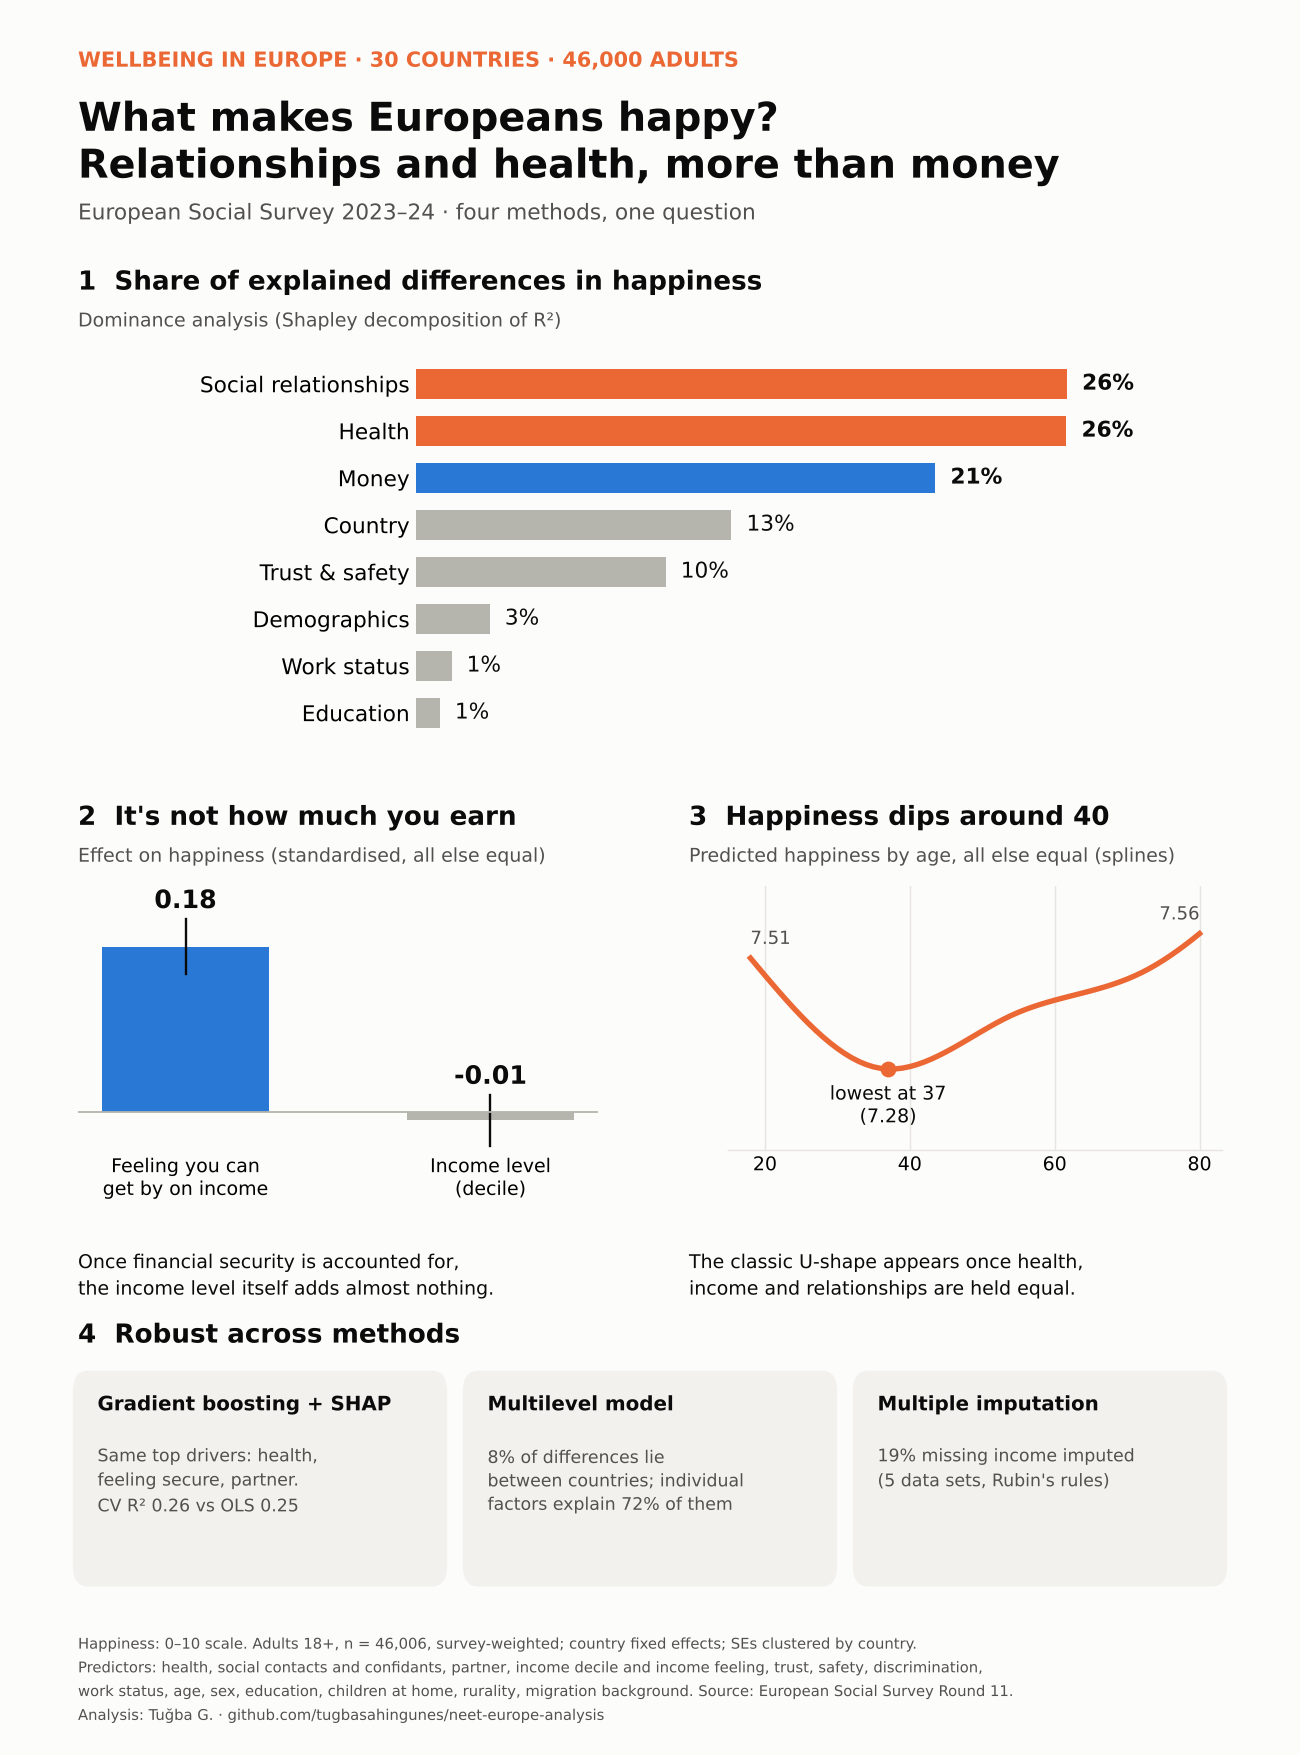 WELLBEING IN EUROPE · 30 COUNTRIES · 46,000 ADULTS
What makes Europeans happy?
Relationships and health, more than money
European Social Survey 2023–24 · four methods, one question
1 Share of explained differences in happiness
Dominance analysis (Shapley decomposition of R²)
Social relationships 26%
Health 26%
Money 21%
Country 13%
Trust & safety 10%
Demographics 3%
Work status 1%
Education 1%
2 It's not how much you earn
Effect on happiness (standardised, all else equal)
0.18
-0.01
Feeling you can
get by on income
Income level
(decile)
Once financial security is accounted for,
the income level itself adds almost nothing.
3 Happiness dips around 40
Predicted happiness by age, all else equal (splines)
7.51
7.56
lowest at 37
(7.28)
20 40 60 80
The classic U-shape appears once health,
income and relationships are held equal.
4 Robust across methods
Gradient boosting + SHAP
Same top drivers: health,
feeling secure, partner.
CV R² 0.26 vs OLS 0.25
Multilevel model
8% of differences lie
between countries; individual
factors explain 72% of them
Multiple imputation
19% missing income imputed
(5 data sets, Rubin's rules)
Happiness: 0–10 scale. Adults 18+, n = 46,006, survey-weighted; country fixed effects; SEs clustered by country.
Predictors: health, social contacts and confidants, partner, income decile and income feeling, trust, safety, discrimination,
work status, age, sex, education, children at home, rurality, migration background. Source: European Social Survey Round 11.
Analysis: Tuğba G. · github.com/tugbasahingunes/neet-europe-analysis